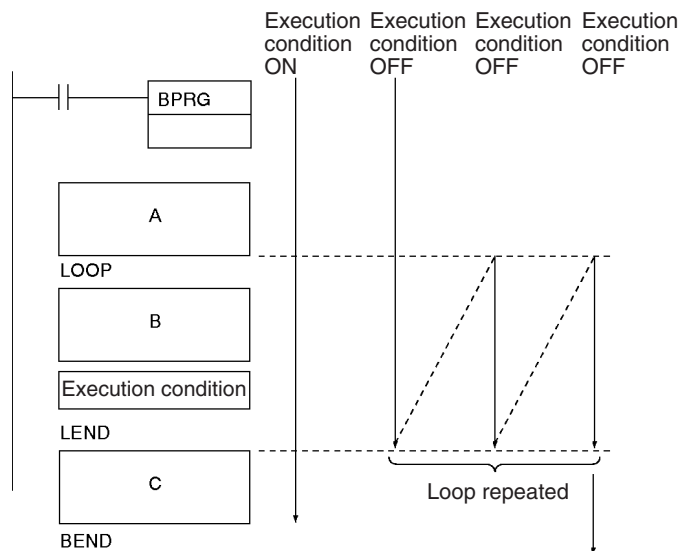 Execution
condition
ON
Execution
condition
OFF
Execution
condition
OFF
Execution
condition
OFF
BPRG
A
LOOP
B
Execution condition
LEND
C
Loop repeated
BEND